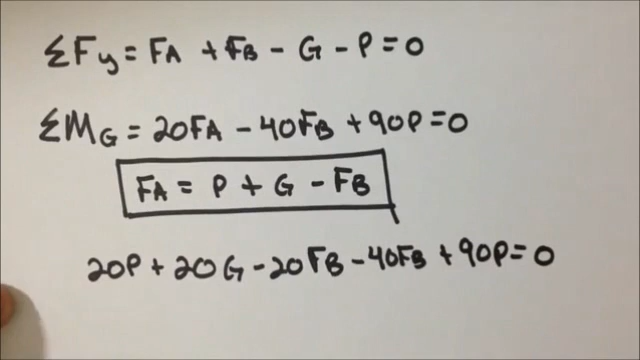 ΣFy = FA + FB - G - P = 0
ΣMG = 20FA - 40FB + 90P = 0
FA = P + G - FB
20P + 20G - 20FB - 40FB + 90P = 0